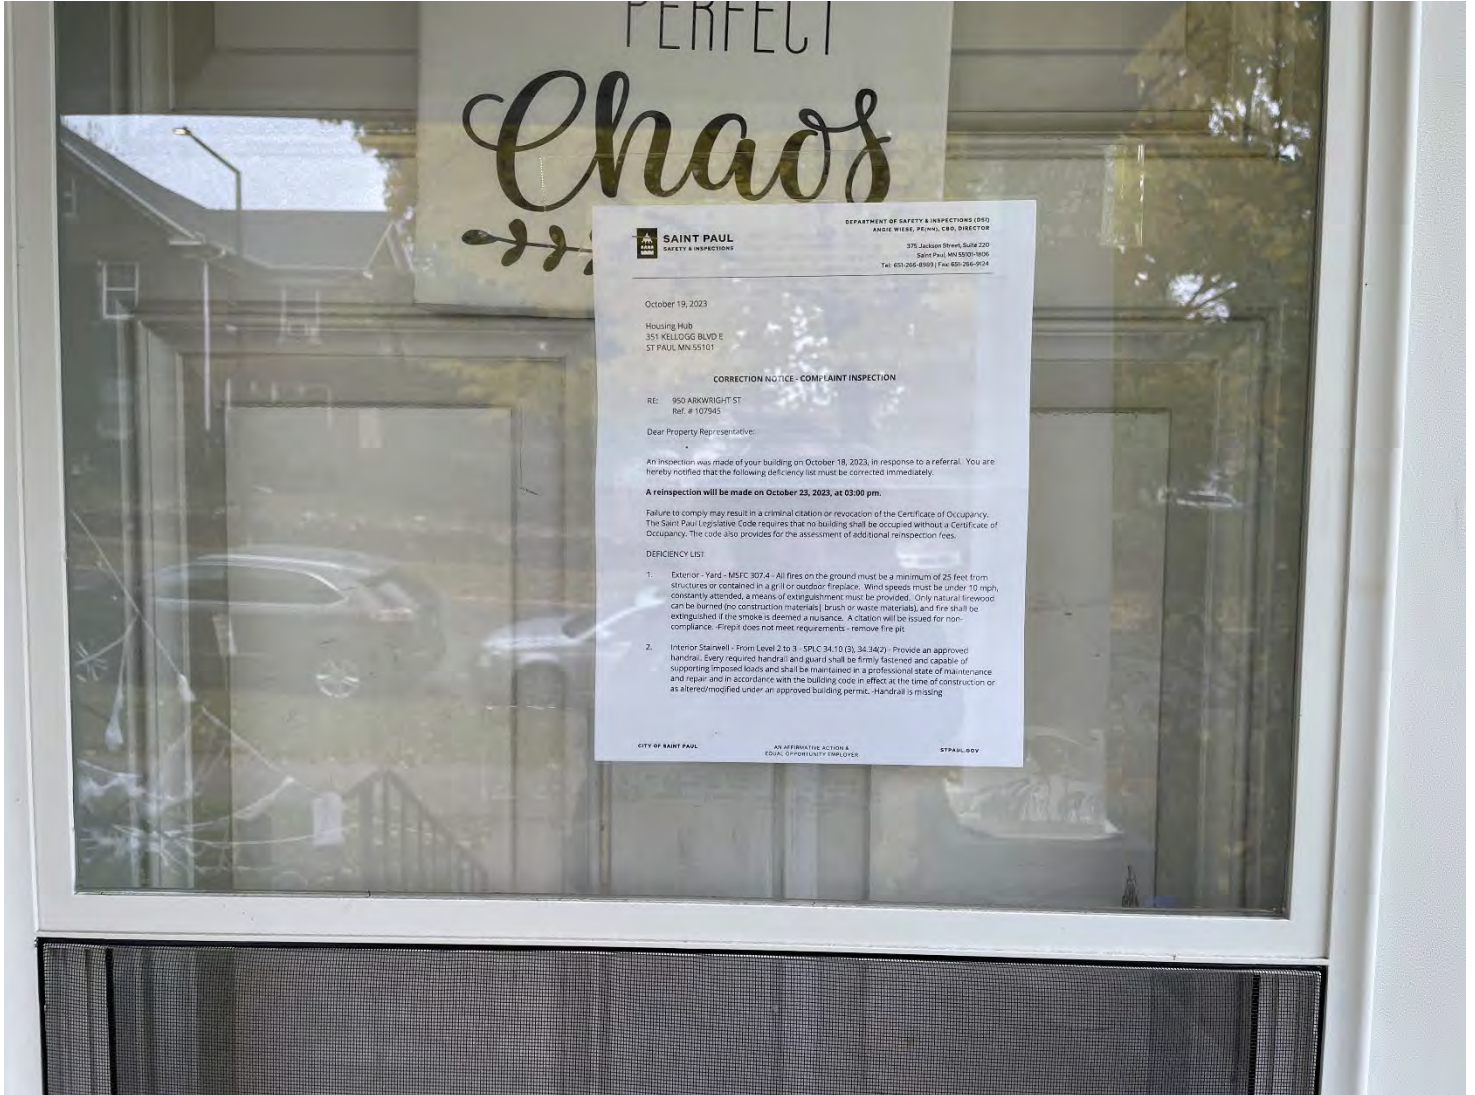 PERFECT
Chaos
SAINT PAUL
SAFETY & INSPECTIONS
DEPARTMENT OF SAFETY & INSPECTIONS (DSI)
ANGIE WIESE, PE(MN), CBO, DIRECTOR
375 Jackson Street, Suite 220
Saint Paul, MN 55101-1806
Tel: 651-266-8989 | Fax: 651-266-9124
October 19, 2023
Housing Hub
351 KELLOGG BLVD E
ST PAUL MN 55101
CORRECTION NOTICE - COMPLAINT INSPECTION
RE: 950 ARKWRIGHT ST
Ref. # 107945
Dear Property Representative:
An inspection was made of your building on October 18, 2023, in response to a referral. You are
hereby notified that the following deficiency list must be corrected immediately.
A reinspection will be made on October 23, 2023, at 03:00 pm.
Failure to comply may result in a criminal citation or revocation of the Certificate of Occupancy.
The Saint Paul Legislative Code requires that no building shall be occupied without a Certificate of
Occupancy. The code also provides for the assessment of additional reinspection fees.
DEFICIENCY LIST
1. Exterior - Yard - MSFC 307.4 - All fires on the ground must be a minimum of 25 feet from
structures or contained in a grill or outdoor fireplace. Wind speeds must be under 10 mph,
constantly attended, a means of extinguishment must be provided. Only natural firewood
can be burned (no construction materials| brush or waste materials), and fire shall be
extinguished if the smoke is deemed a nuisance. A citation will be issued for non-
compliance. -Firepit does not meet requirements - remove fire pit
2. Interior Stairwell - From Level 2 to 3 - SPLC 34.10 (3), 34.34(2) - Provide an approved
handrail. Every required handrail and guard shall be firmly fastened and capable of
supporting imposed loads and shall be maintained in a professional state of maintenance
and repair and in accordance with the building code in effect at the time of construction or
as altered/modified under an approved building permit. -Handrail is missing
CITY OF SAINT PAUL
AN AFFIRMATIVE ACTION &
EQUAL OPPORTUNITY EMPLOYER
STPAUL.GOV